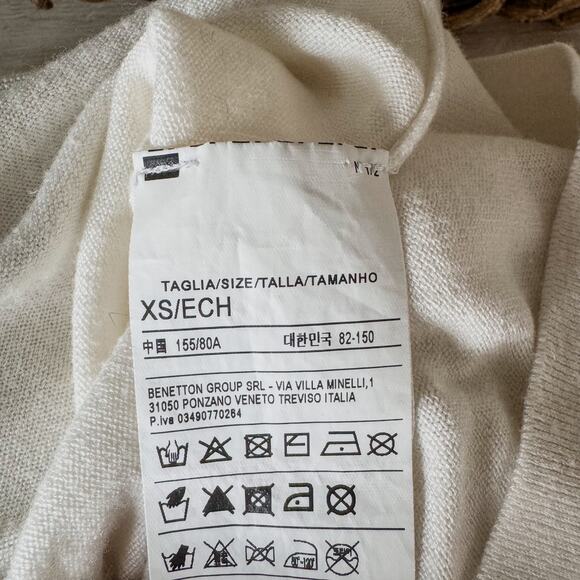 TAGLIA/SIZE/TALLA/TAMANHO
XS/ECH
中国 155/80A 대한민국 82-150
BENETTON GROUP SRL - VIA VILLA MINELLI,1
31050 PONZANO VENETO TREVISO ITALIA
P.iva 03490770264